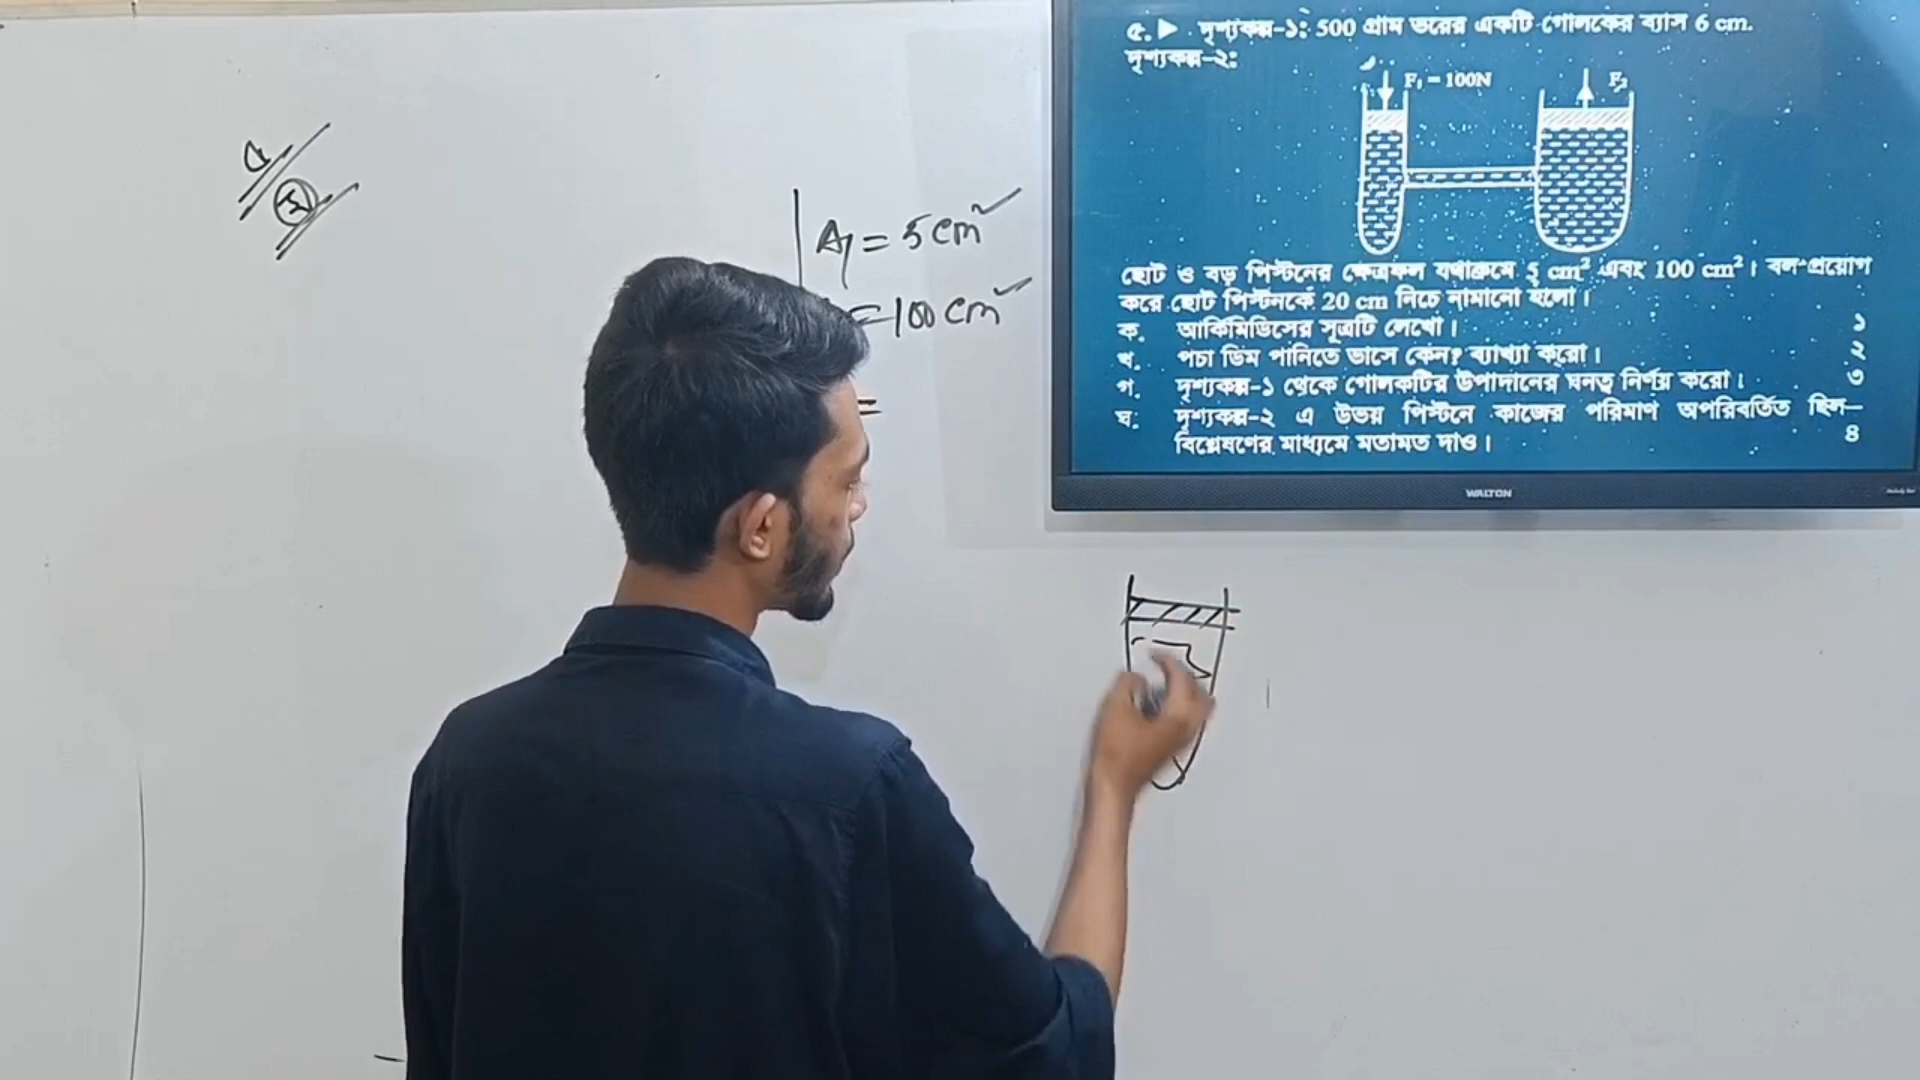 ৫/
ঘ
A₁ = 5 cm²
= 100 cm²
=
৫. ▶ দৃশ্যকল্প-১: 500 গ্রাম ভরের একটি গোলকের ব্যাস 6 cm.
দৃশ্যকল্প-২:
F₁ = 100N
F₂
ছোট ও বড় পিস্টনের ক্ষেত্রফল যথাক্রমে 5 cm² এবং 100 cm²। বল প্রয়োগ
করে ছোট পিস্টনকে 20 cm নিচে নামানো হলো।
ক. আর্কিমিডিসের সূত্রটি লেখো। ১
খ. পচা ডিম পানিতে ভাসে কেন? ব্যাখ্যা করো। ২
গ. দৃশ্যকল্প-১ থেকে গোলকটির উপাদানের ঘনত্ব নির্ণয় করো। ৩
ঘ. দৃশ্যকল্প-২ এ উভয় পিস্টনে কাজের পরিমাণ অপরিবর্তিত ছিল—
বিশ্লেষণের মাধ্যমে মতামত দাও। ৪
WALTON